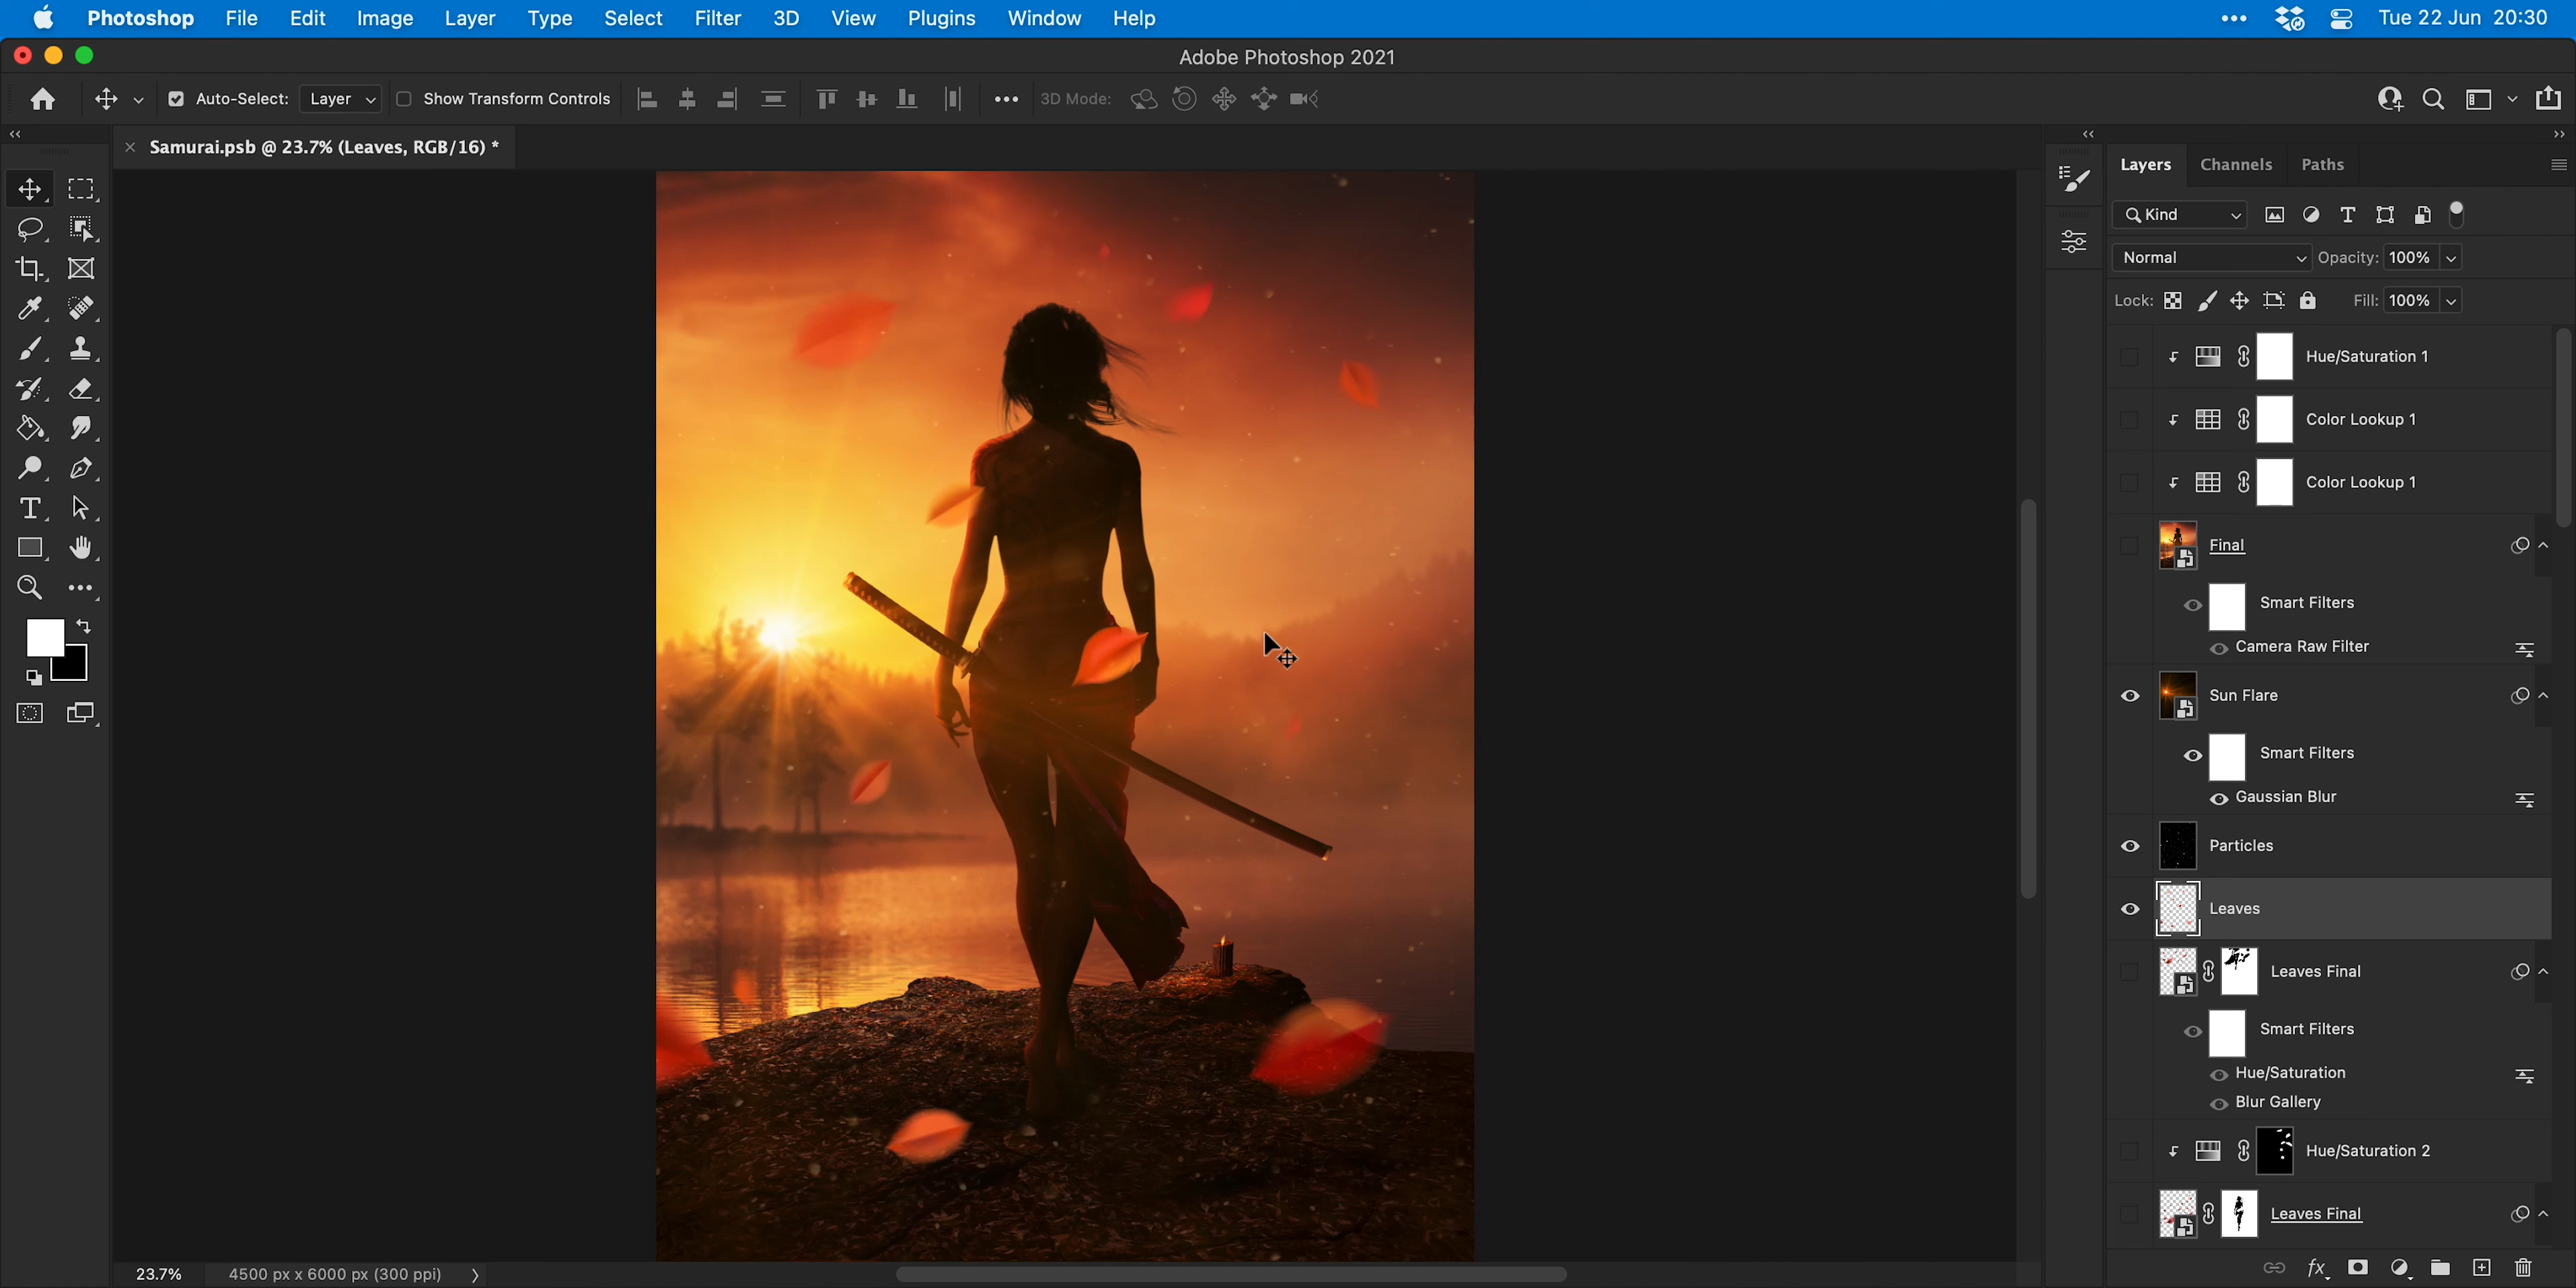 Photoshop File Edit Image Layer Type Select Filter 3D View Plugins Window Help Tue 22 Jun 20:30
Adobe Photoshop 2021
Auto-Select: Layer Show Transform Controls 3D Mode:
Samurai.psb @ 23.7% (Leaves, RGB/16) *
Layers Channels Paths
Kind
Normal Opacity: 100%
Lock: Fill: 100%
Hue/Saturation 1
Color Lookup 1
Color Lookup 1
Final
Smart Filters
Camera Raw Filter
Sun Flare
Smart Filters
Gaussian Blur
Particles
Leaves
Leaves Final
Smart Filters
Hue/Saturation
Blur Gallery
Hue/Saturation 2
Leaves Final
23.7% 4500 px x 6000 px (300 ppi)